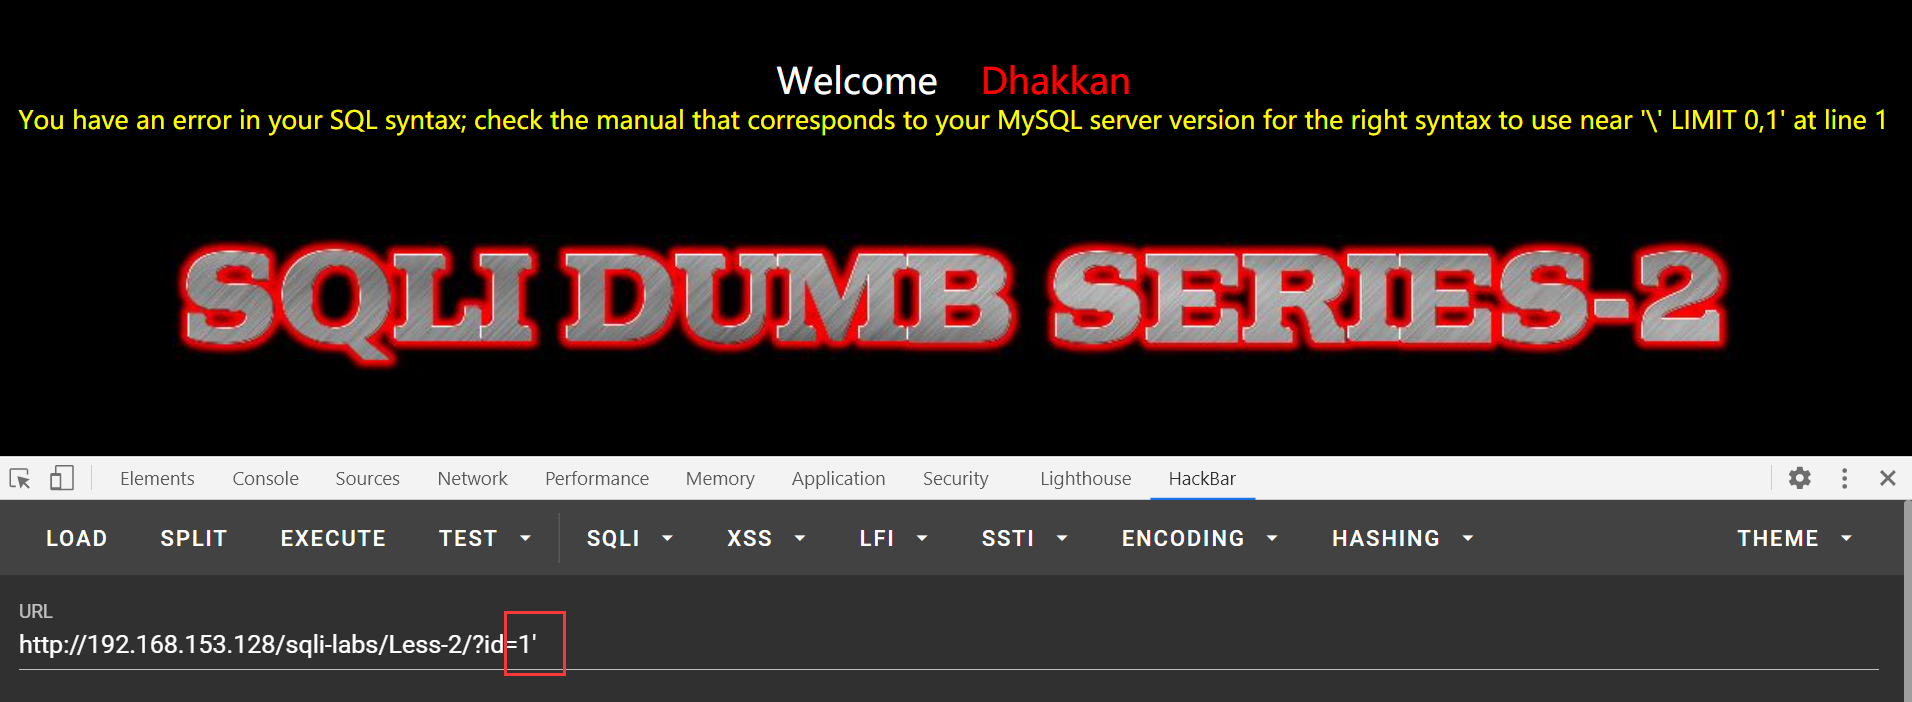 Welcome Dhakkan
You have an error in your SQL syntax; check the manual that corresponds to your MySQL server version for the right syntax to use near '\' LIMIT 0,1' at line 1
SQLI DUMB SERIES-2
Elements Console Sources Network Performance Memory Application Security Lighthouse HackBar
LOAD SPLIT EXECUTE TEST SQLI XSS LFI SSTI ENCODING HASHING THEME
URL
http://192.168.153.128/sqli-labs/Less-2/?id=1'